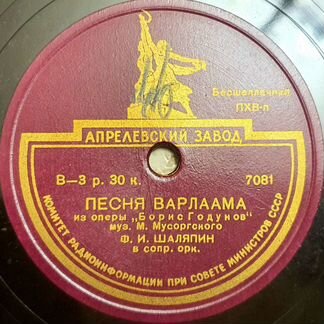 Бесшеллачная
ПХВ-п
АПРЕЛЕВСКИЙ ЗАВОД
В—3 р. 30 к.
7081
ПЕСНЯ ВАРЛААМА
из оперы „Борис Годунов"
муз. М. Мусоргского
Ф. И. ШАЛЯПИН
в сопр. орк.
КОМИТЕТ РАДИОИНФОРМАЦИИ ПРИ СОВЕТЕ МИНИСТРОВ СССР